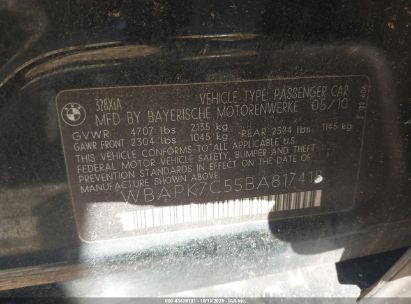 328XiA VEHICLE TYPE: PASSENGER CAR
MFD BY BAYERISCHE MOTORENWERKE 05/10
GVWR: 4707 lbs 2135 kg
GAWR FRONT 2304 lbs 1045 kg REAR 2524 lbs 1145 kg
THIS VEHICLE CONFORMS TO ALL APPLICABLE
FEDERAL MOTOR VEHICLE SAFETY, BUMPER AND THEFT
PREVENTION STANDARDS IN EFFECT ON THE DATE OF
MANUFACTURE SHOWN ABOVE.
WBAPK7C55BA81741